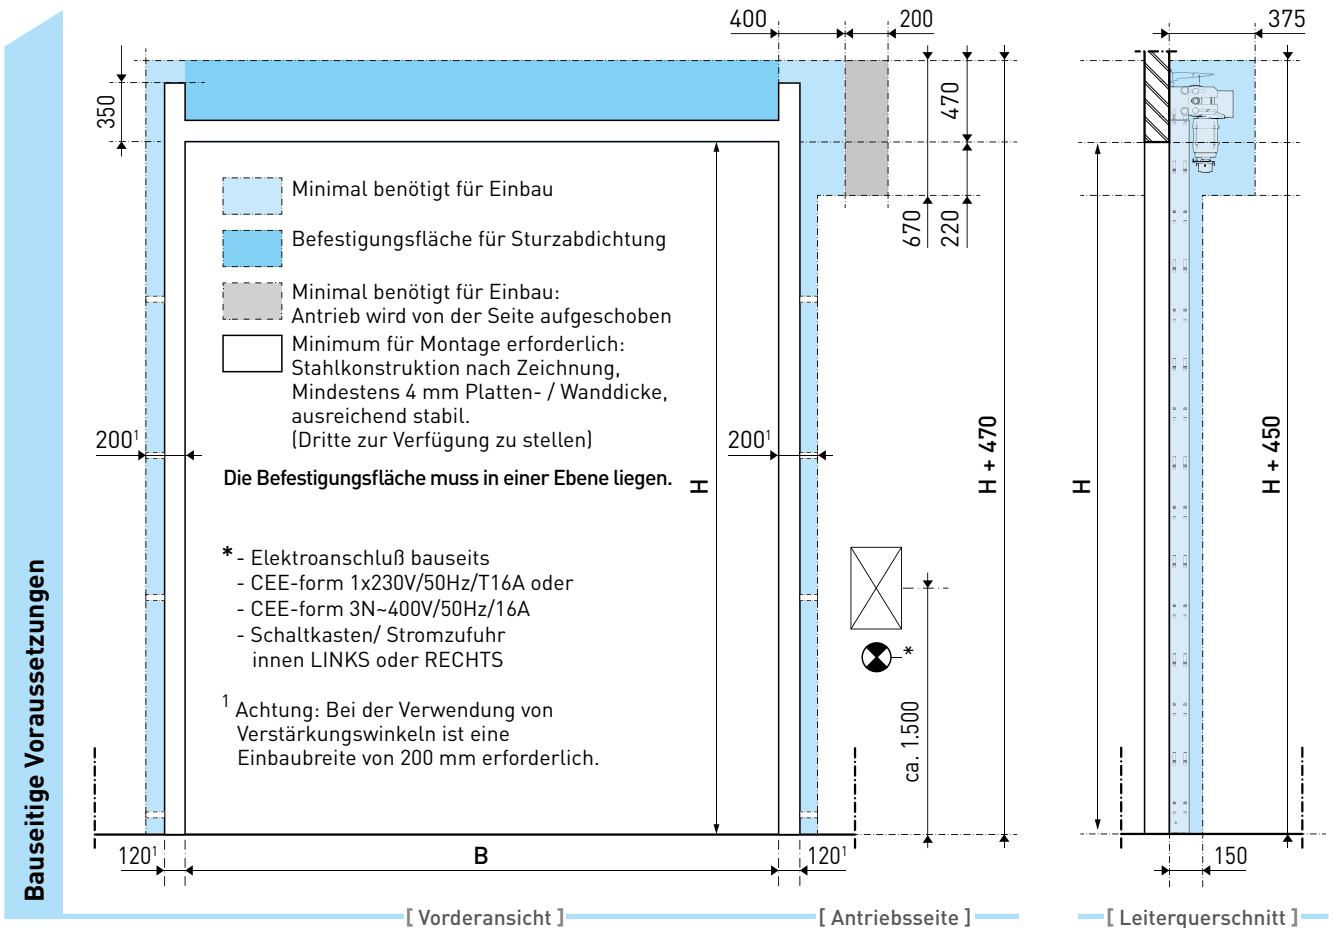 400
200
375
350
470
670
220
Minimal benötigt für Einbau
Befestigungsfläche für Sturzabdichtung
Minimal benötigt für Einbau:
Antrieb wird von der Seite aufgeschoben
Minimum für Montage erforderlich:
Stahlkonstruktion nach Zeichnung,
Mindestens 4 mm Platten- / Wanddicke,
ausreichend stabil.
(Dritte zur Verfügung zu stellen)
200¹
200¹
Die Befestigungsfläche muss in einer Ebene liegen.
H
H + 470
H
H + 450
* - Elektroanschluß bauseits
- CEE-form 1x230V/50Hz/T16A oder
- CEE-form 3N~400V/50Hz/16A
- Schaltkasten/ Stromzufuhr
innen LINKS oder RECHTS
*
¹ Achtung: Bei der Verwendung von
Verstärkungswinkeln ist eine
Einbaubreite von 200 mm erforderlich.
ca. 1.500
Bauseitige Voraussetzungen
120¹
B
120¹
150
[ Vorderansicht ]
[ Antriebsseite ]
[ Leiterquerschnitt ]